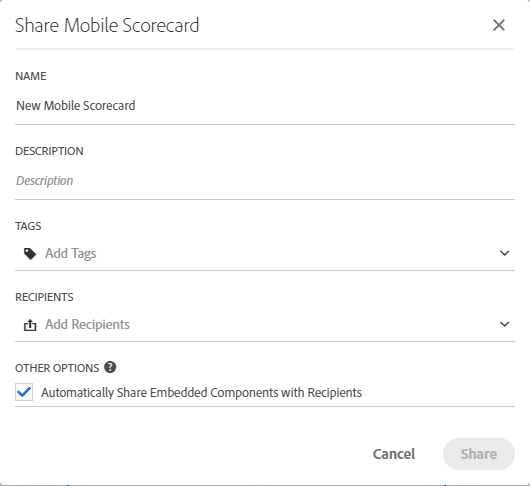 Share Mobile Scorecard
NAME
New Mobile Scorecard
DESCRIPTION
Description
TAGS
Add Tags
RECIPIENTS
Add Recipients
OTHER OPTIONS ?
Automatically Share Embedded Components with Recipients
Cancel Share